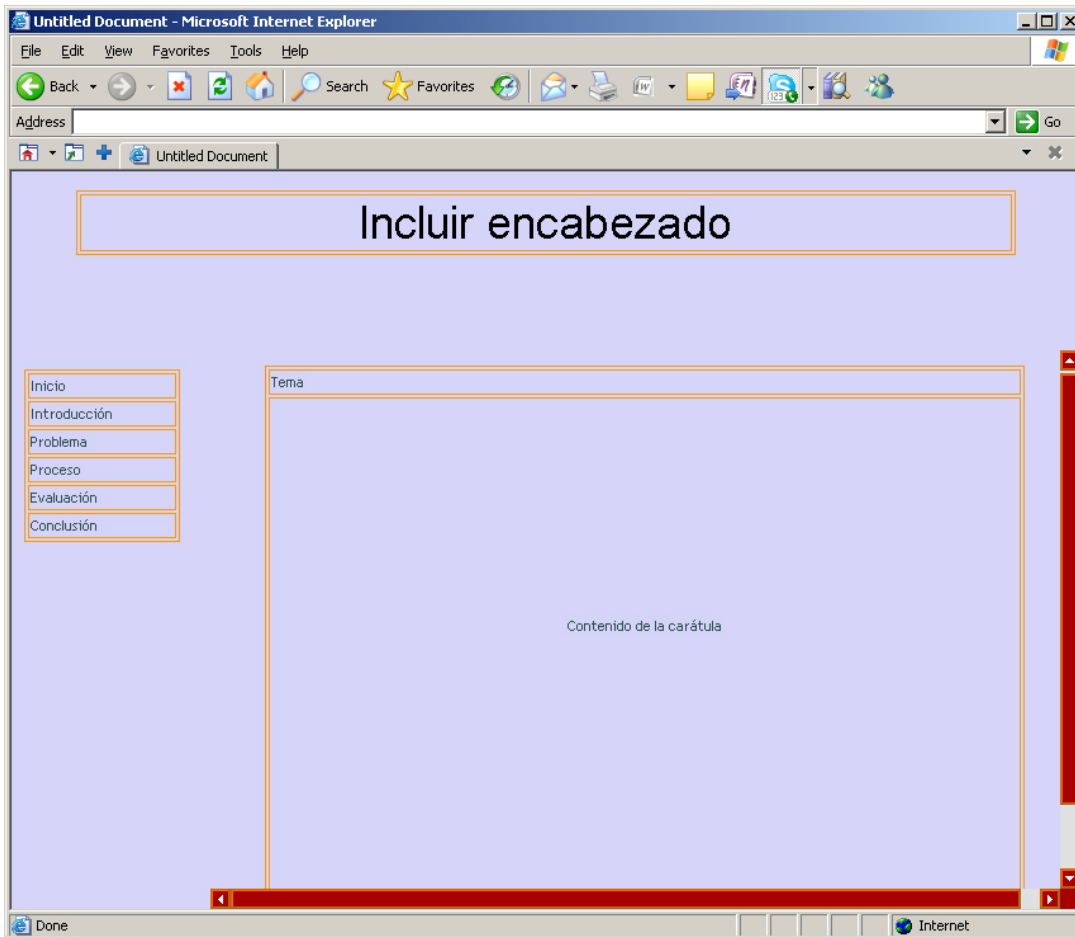 Untitled Document - Microsoft Internet Explorer
File Edit View Favorites Tools Help
Back Search Favorites
Address Go
Untitled Document
Incluir encabezado
Inicio
Introducción
Problema
Proceso
Evaluación
Conclusión
Tema
Contenido de la carátula
Done Internet